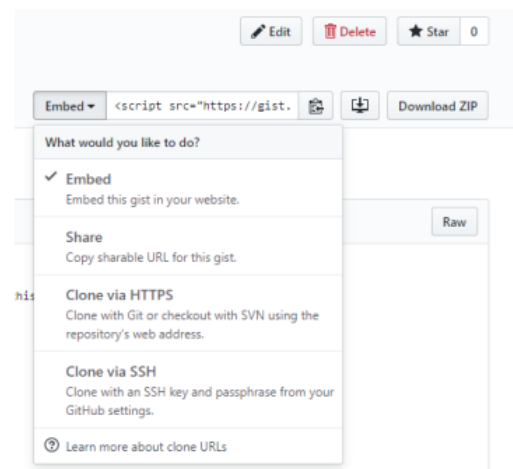 Edit Delete Star 0
Embed <script src="https://gist. Download ZIP
What would you like to do?
Embed
Embed this gist in your website.
Raw
Share
Copy sharable URL for this gist.
his
Clone via HTTPS
Clone with Git or checkout with SVN using the
repository's web address.
Clone via SSH
Clone with an SSH key and passphrase from your
GitHub settings.
Learn more about clone URLs